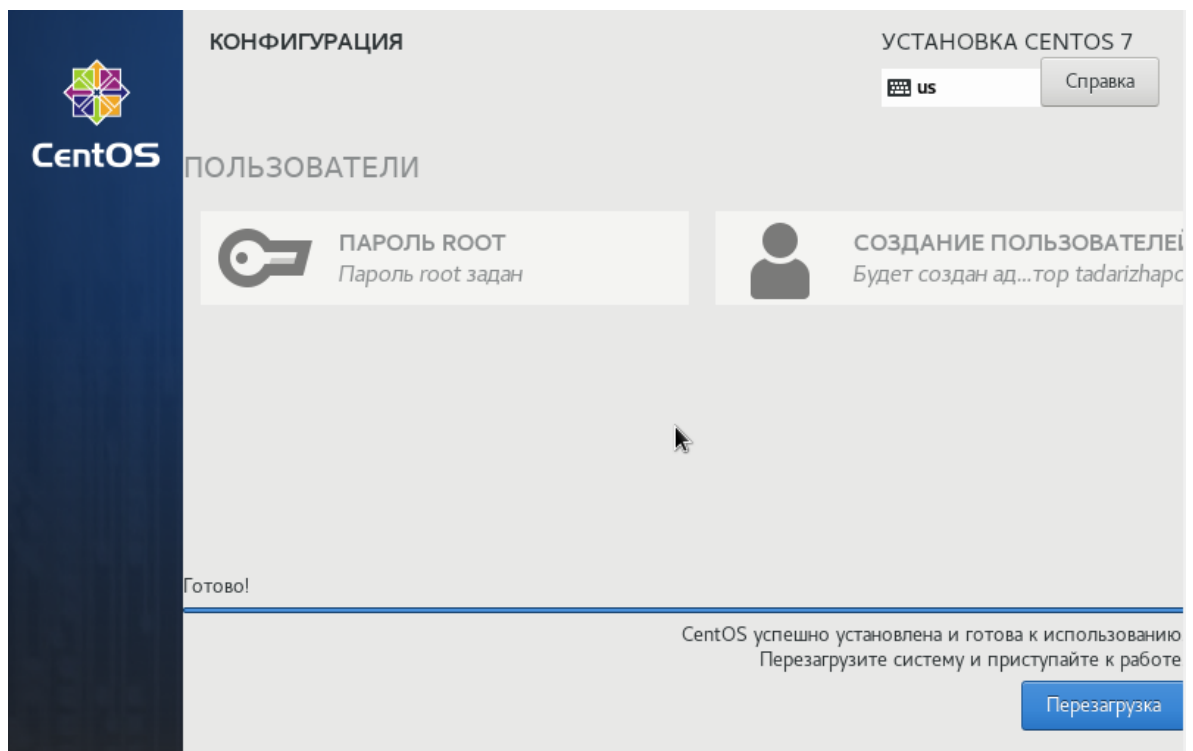 КОНФИГУРАЦИЯ
УСТАНОВКА CENTOS 7
us
Справка
CentOS
ПОЛЬЗОВАТЕЛИ
ПАРОЛЬ ROOT
Пароль root задан
СОЗДАНИЕ ПОЛЬЗОВАТЕЛЕЙ
Будет создан ад...тор tadarizhapo
Готово!
CentOS успешно установлена и готова к использованию
Перезагрузите систему и приступайте к работе
Перезагрузка